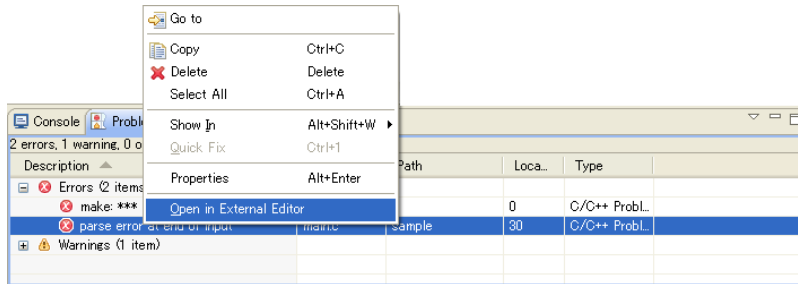 Go to
Copy Ctrl+C
Delete Delete
Select All Ctrl+A
Show In Alt+Shift+W
Quick Fix Ctrl+1
Properties Alt+Enter
Open in External Editor
Console
2 errors, 1 warning, 0
Description Path Loca... Type
Errors (2 items
make: *** 0 C/C++ Probl...
parse error at end of input main.c sample 30 C/C++ Probl...
Warnings (1 item)